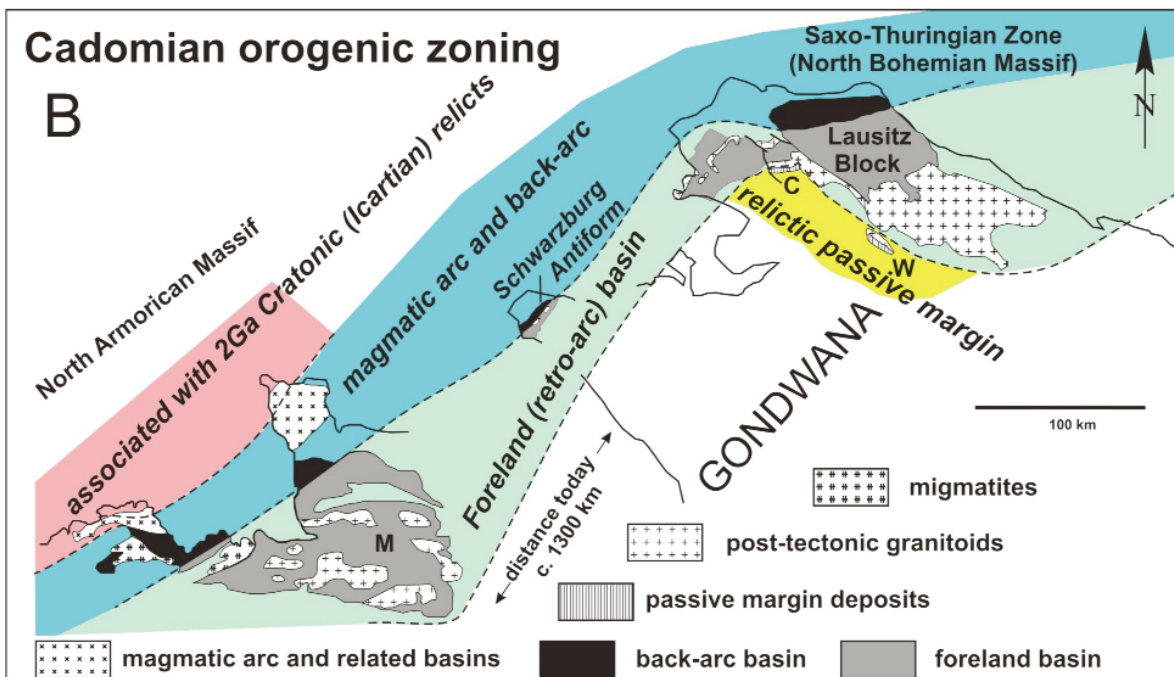 Cadomian orogenic zoning
B
Saxo-Thuringian Zone
(North Bohemian Massif)
N
North Armorican Massif
associated with 2Ga Cratonic (Icartian) relicts
magmatic arc and back-arc
Schwarzburg
Antiform
Foreland (retro-arc) basin
Lausitz
Block
C
W
relictic passive margin
GONDWANA
distance today
c. 1300 km
M
100 km
migmatites
post-tectonic granitoids
passive margin deposits
magmatic arc and related basins
back-arc basin
foreland basin